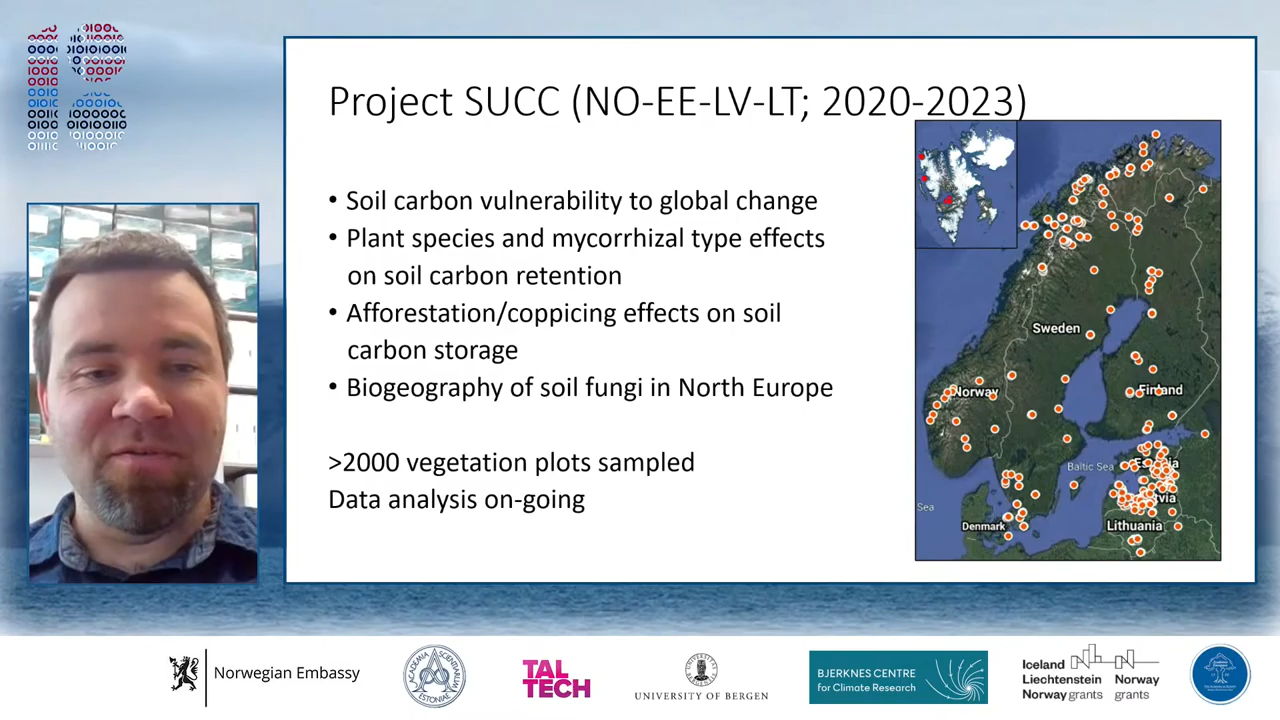 Project SUCC (NO-EE-LV-LT; 2020-2023)
• Soil carbon vulnerability to global change
• Plant species and mycorrhizal type effects
on soil carbon retention
• Afforestation/coppicing effects on soil
carbon storage
• Biogeography of soil fungi in North Europe
>2000 vegetation plots sampled
Data analysis on-going
Sweden
Norway
Finland
Baltic Sea
Sea
Denmark
Lithuania
Norwegian Embassy
TAL
TECH
UNIVERSITY OF BERGEN
BJERKNES CENTRE
for Climate Research
Iceland
Liechtenstein
Norway grants
Norway
grants